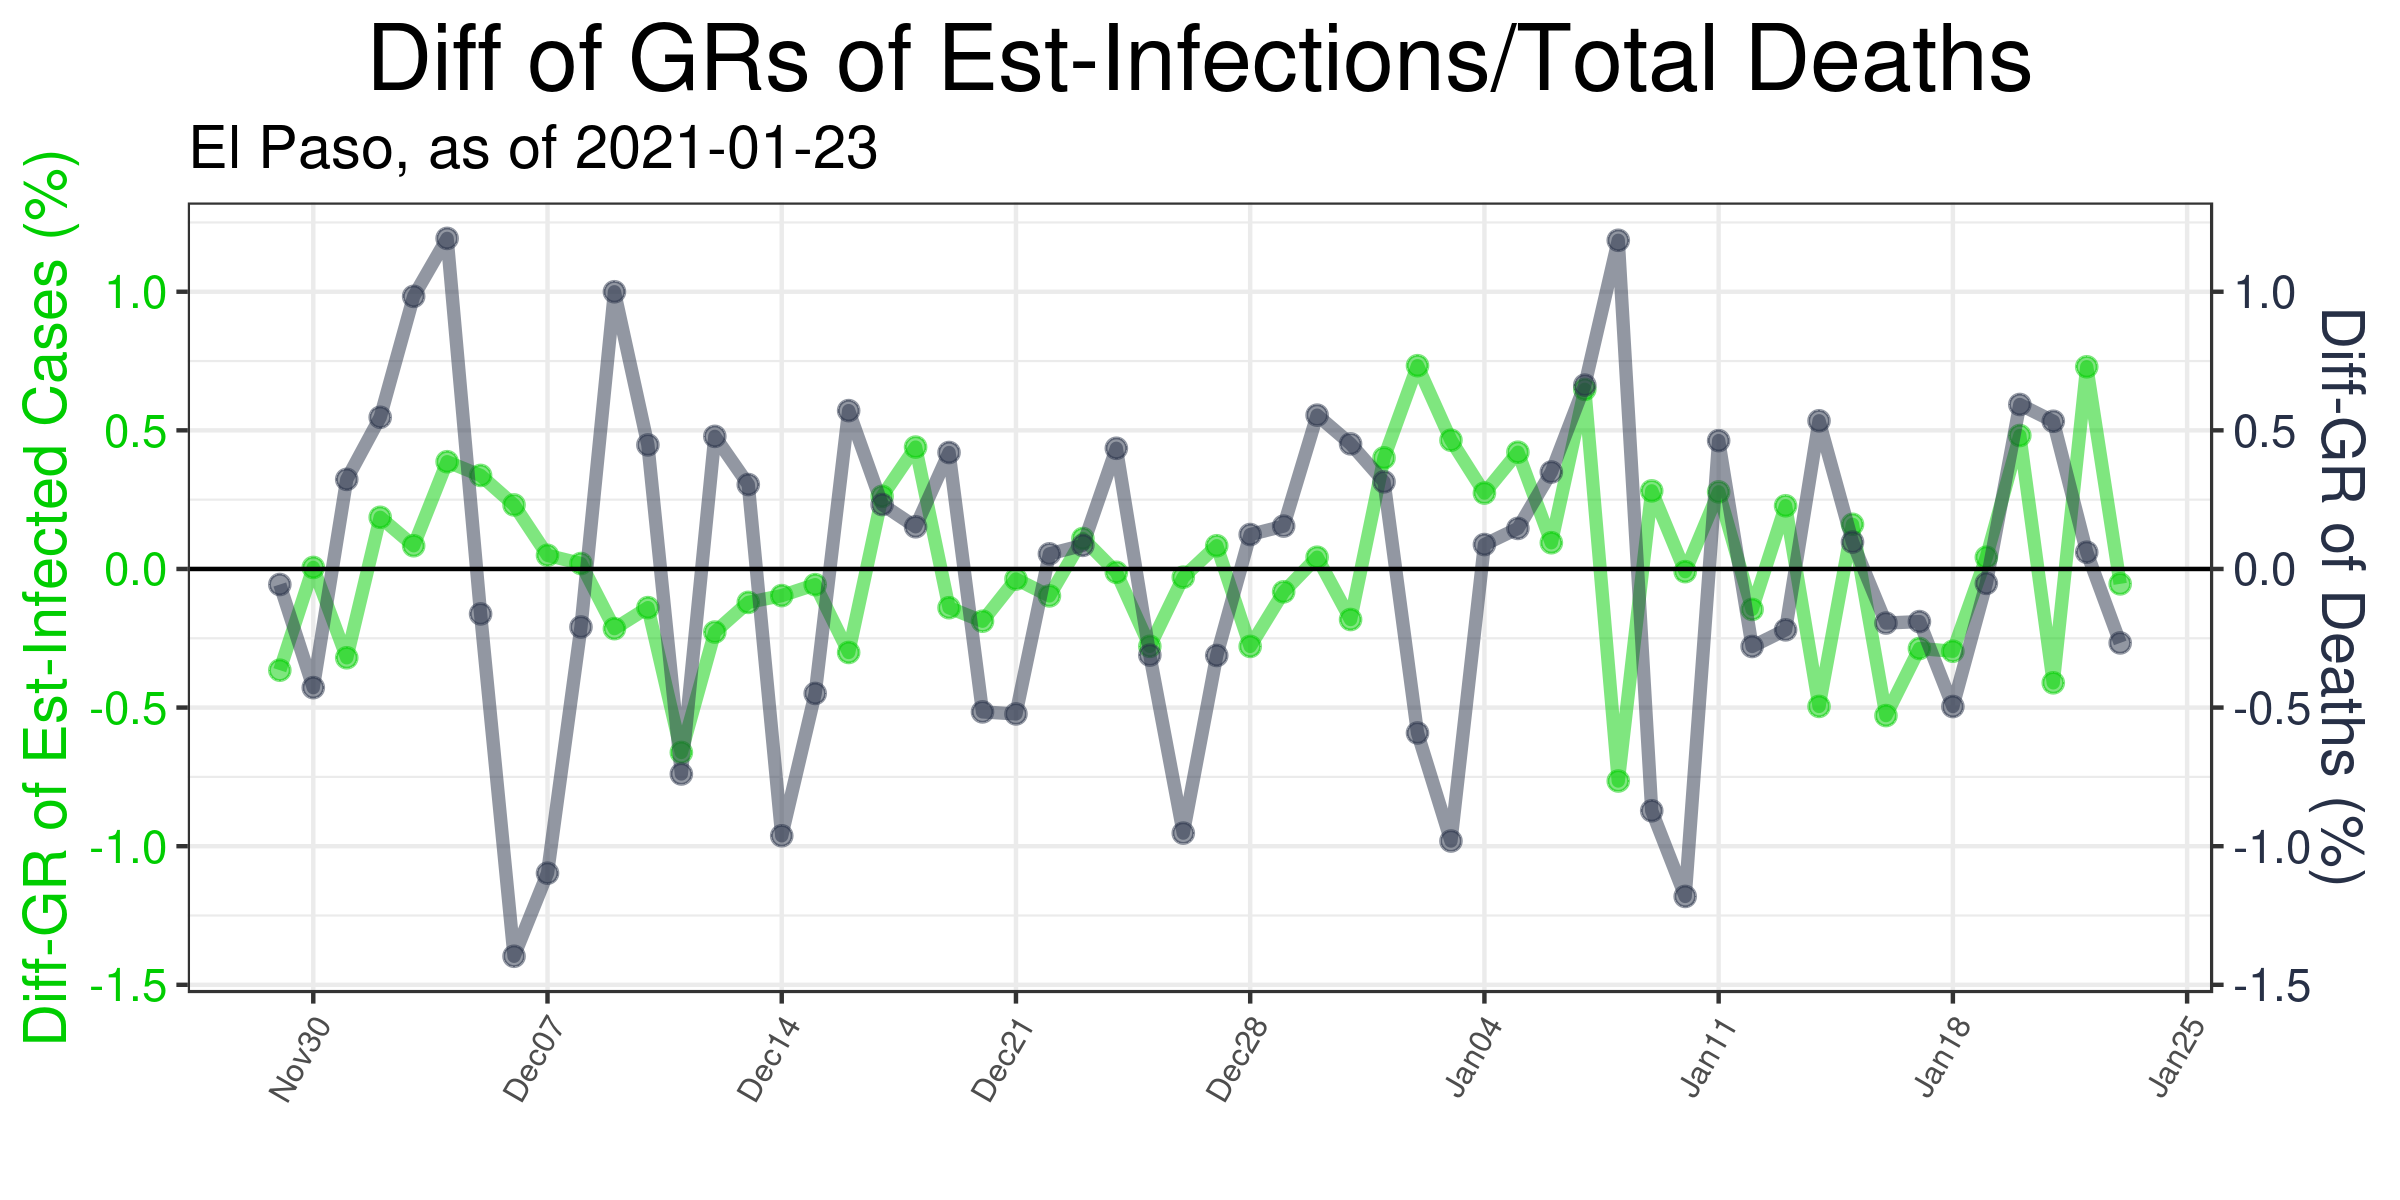 Diff of GRs of Est-Infections/Total Deaths
El Paso, as of 2021-01-23
Diff-GR of Est-Infected Cases (%)
1.0
0.5
0.0
-0.5
-1.0
-1.5
1.0
0.5
0.0
-0.5
-1.0
-1.5
Diff-GR of Deaths (%)
Nov30
Dec07
Dec14
Dec21
Dec28
Jan04
Jan11
Jan18
Jan25